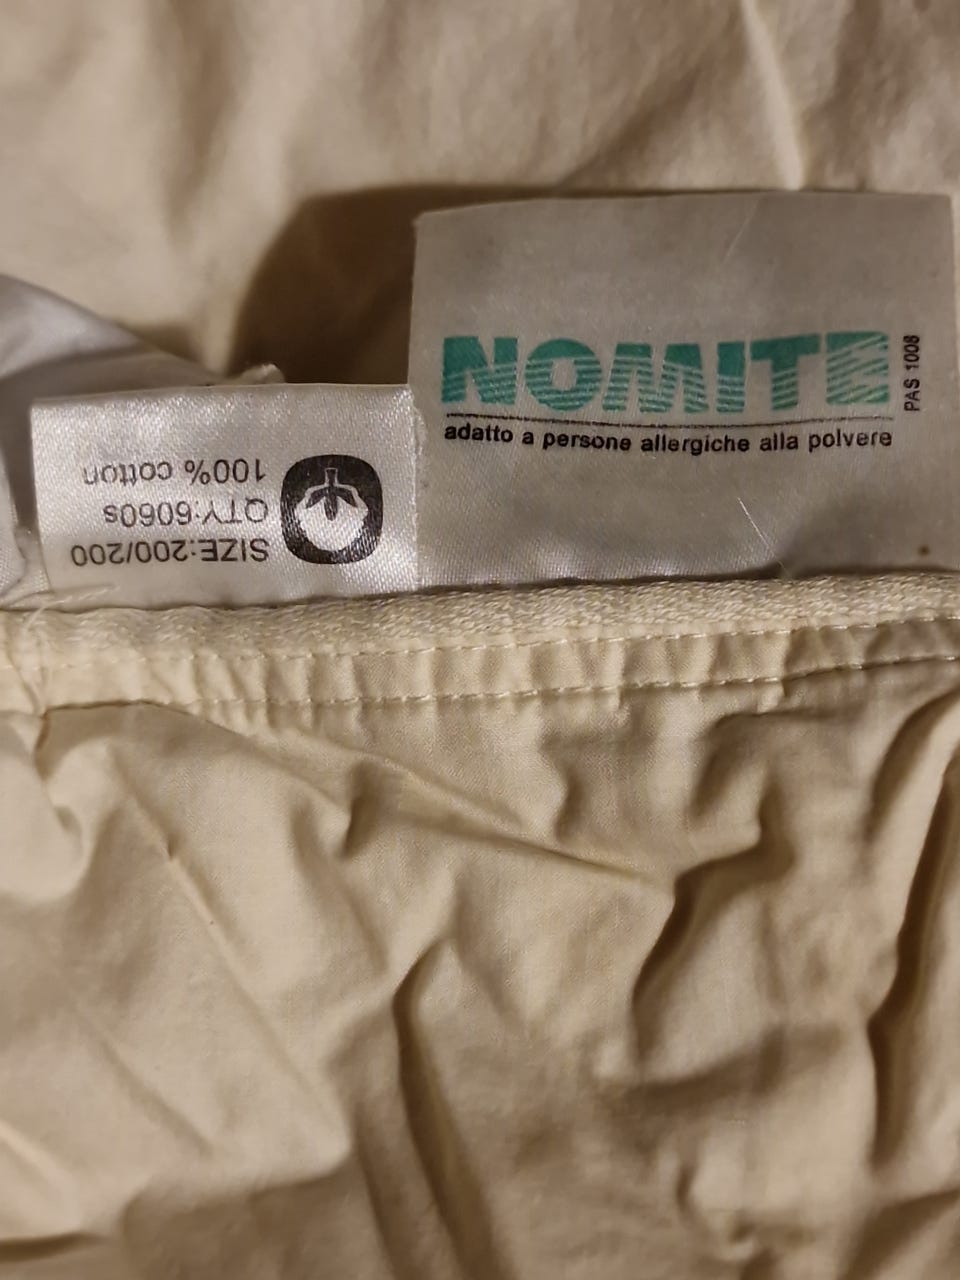 NOMITE
PAS 1008
adatto a persone allergiche alla polvere
SIZE:200/200
QTY:6060s
100% cotton